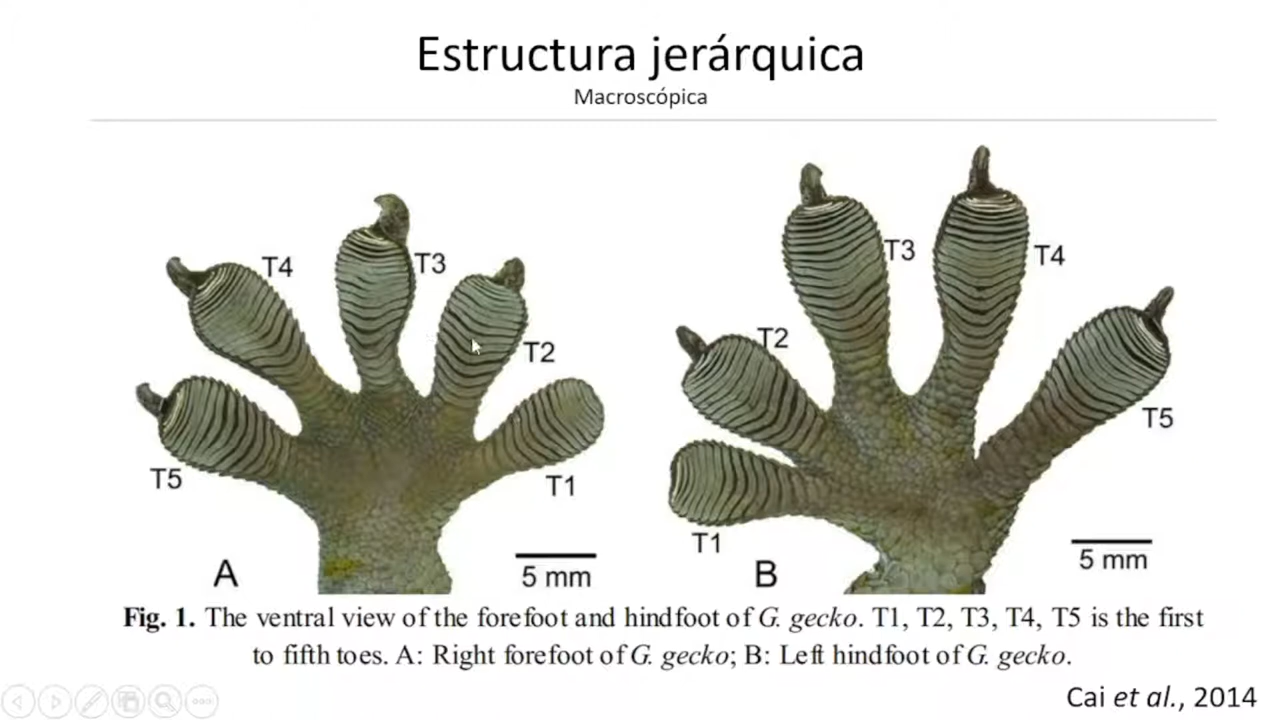 Estructura jerárquica
Macroscópica
T4
T3
T2
T5
T1
A
5 mm
T3
T4
T2
T5
T1
B
5 mm
Fig. 1. The ventral view of the forefoot and hindfoot of G. gecko. T1, T2, T3, T4, T5 is the first
to fifth toes. A: Right forefoot of G. gecko; B: Left hindfoot of G. gecko.
Cai et al., 2014